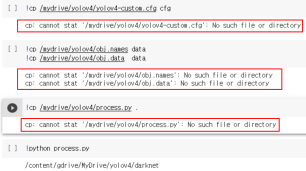 [ ] !cp /mydrive/yolov4/yolov4-custom.cfg cfg
cp: cannot stat '/mydrive/yolov4/yolov4-custom.cfg': No such file or directory
[ ] !cp /mydrive/yolov4/obj.names data
!cp /mydrive/yolov4/obj.data data
cp: cannot stat '/mydrive/yolov4/obj.names': No such file or directory
cp: cannot stat '/mydrive/yolov4/obj.data': No such file or directory
!cp /mydrive/yolov4/process.py .
cp: cannot stat '/mydrive/yolov4/process.py': No such file or directory
[ ] !python process.py
/content/gdrive/MyDrive/yolov4/darknet